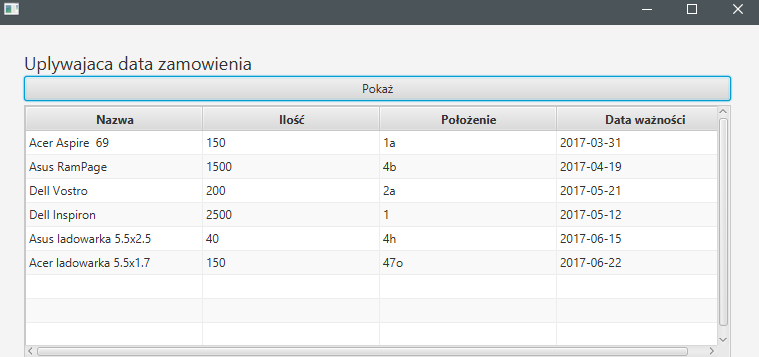 Uplywajaca data zamowienia
Pokaż
Nazwa Ilość Położenie Data ważności
Acer Aspire 69 150 1a 2017-03-31
Asus RamPage 1500 4b 2017-04-19
Dell Vostro 200 2a 2017-05-21
Dell Inspiron 2500 1 2017-05-12
Asus ladowarka 5.5x2.5 40 4h 2017-06-15
Acer ladowarka 5.5x1.7 150 47o 2017-06-22